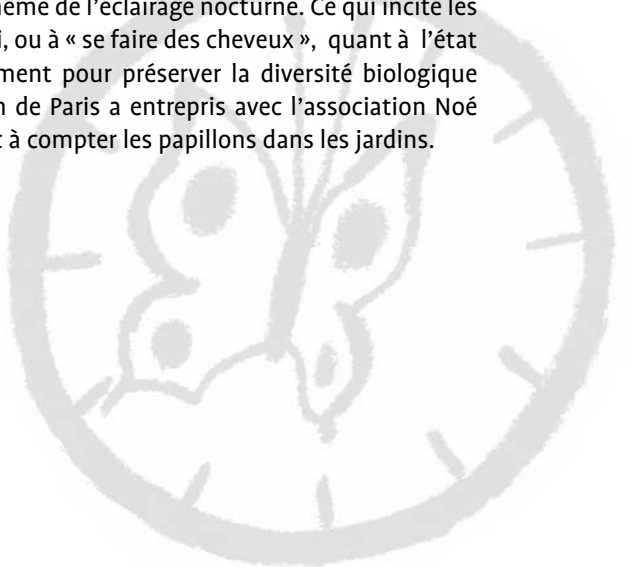 même de l'éclairage nocturne. Ce qui incite les
i, ou à « se faire des cheveux », quant à l'état
ment pour préserver la diversité biologique
n de Paris a entrepris avec l'association Noé
t à compter les papillons dans les jardins.